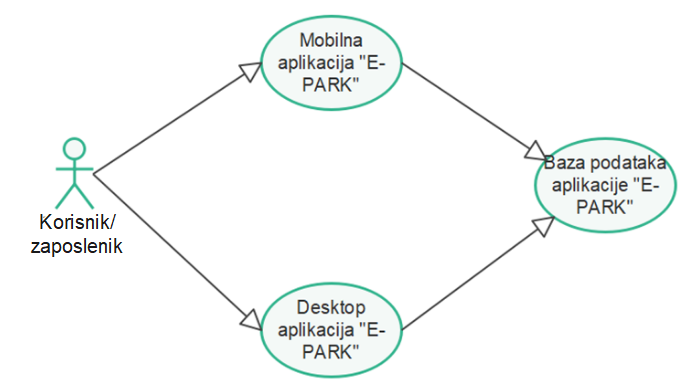 Mobilna
aplikacija "E-
PARK"
Korisnik/
zaposlenik
Baza podataka
aplikacije "E-
PARK"
Desktop
aplikacija "E-
PARK"